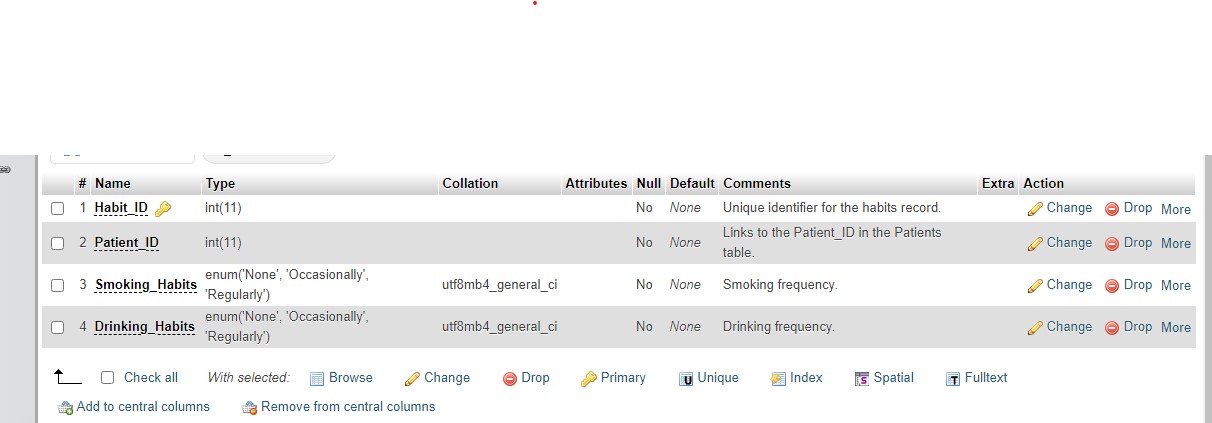 # Name Type Collation Attributes Null Default Comments Extra Action
1 Habit_ID int(11) No None Unique identifier for the habits record. Change Drop More
2 Patient_ID int(11) No None Links to the Patient_ID in the Patients table. Change Drop More
3 Smoking_Habits enum('None', 'Occasionally', 'Regularly') utf8mb4_general_ci No None Smoking frequency. Change Drop More
4 Drinking_Habits enum('None', 'Occasionally', 'Regularly') utf8mb4_general_ci No None Drinking frequency. Change Drop More
Check all With selected: Browse Change Drop Primary Unique Index Spatial Fulltext
Add to central columns Remove from central columns